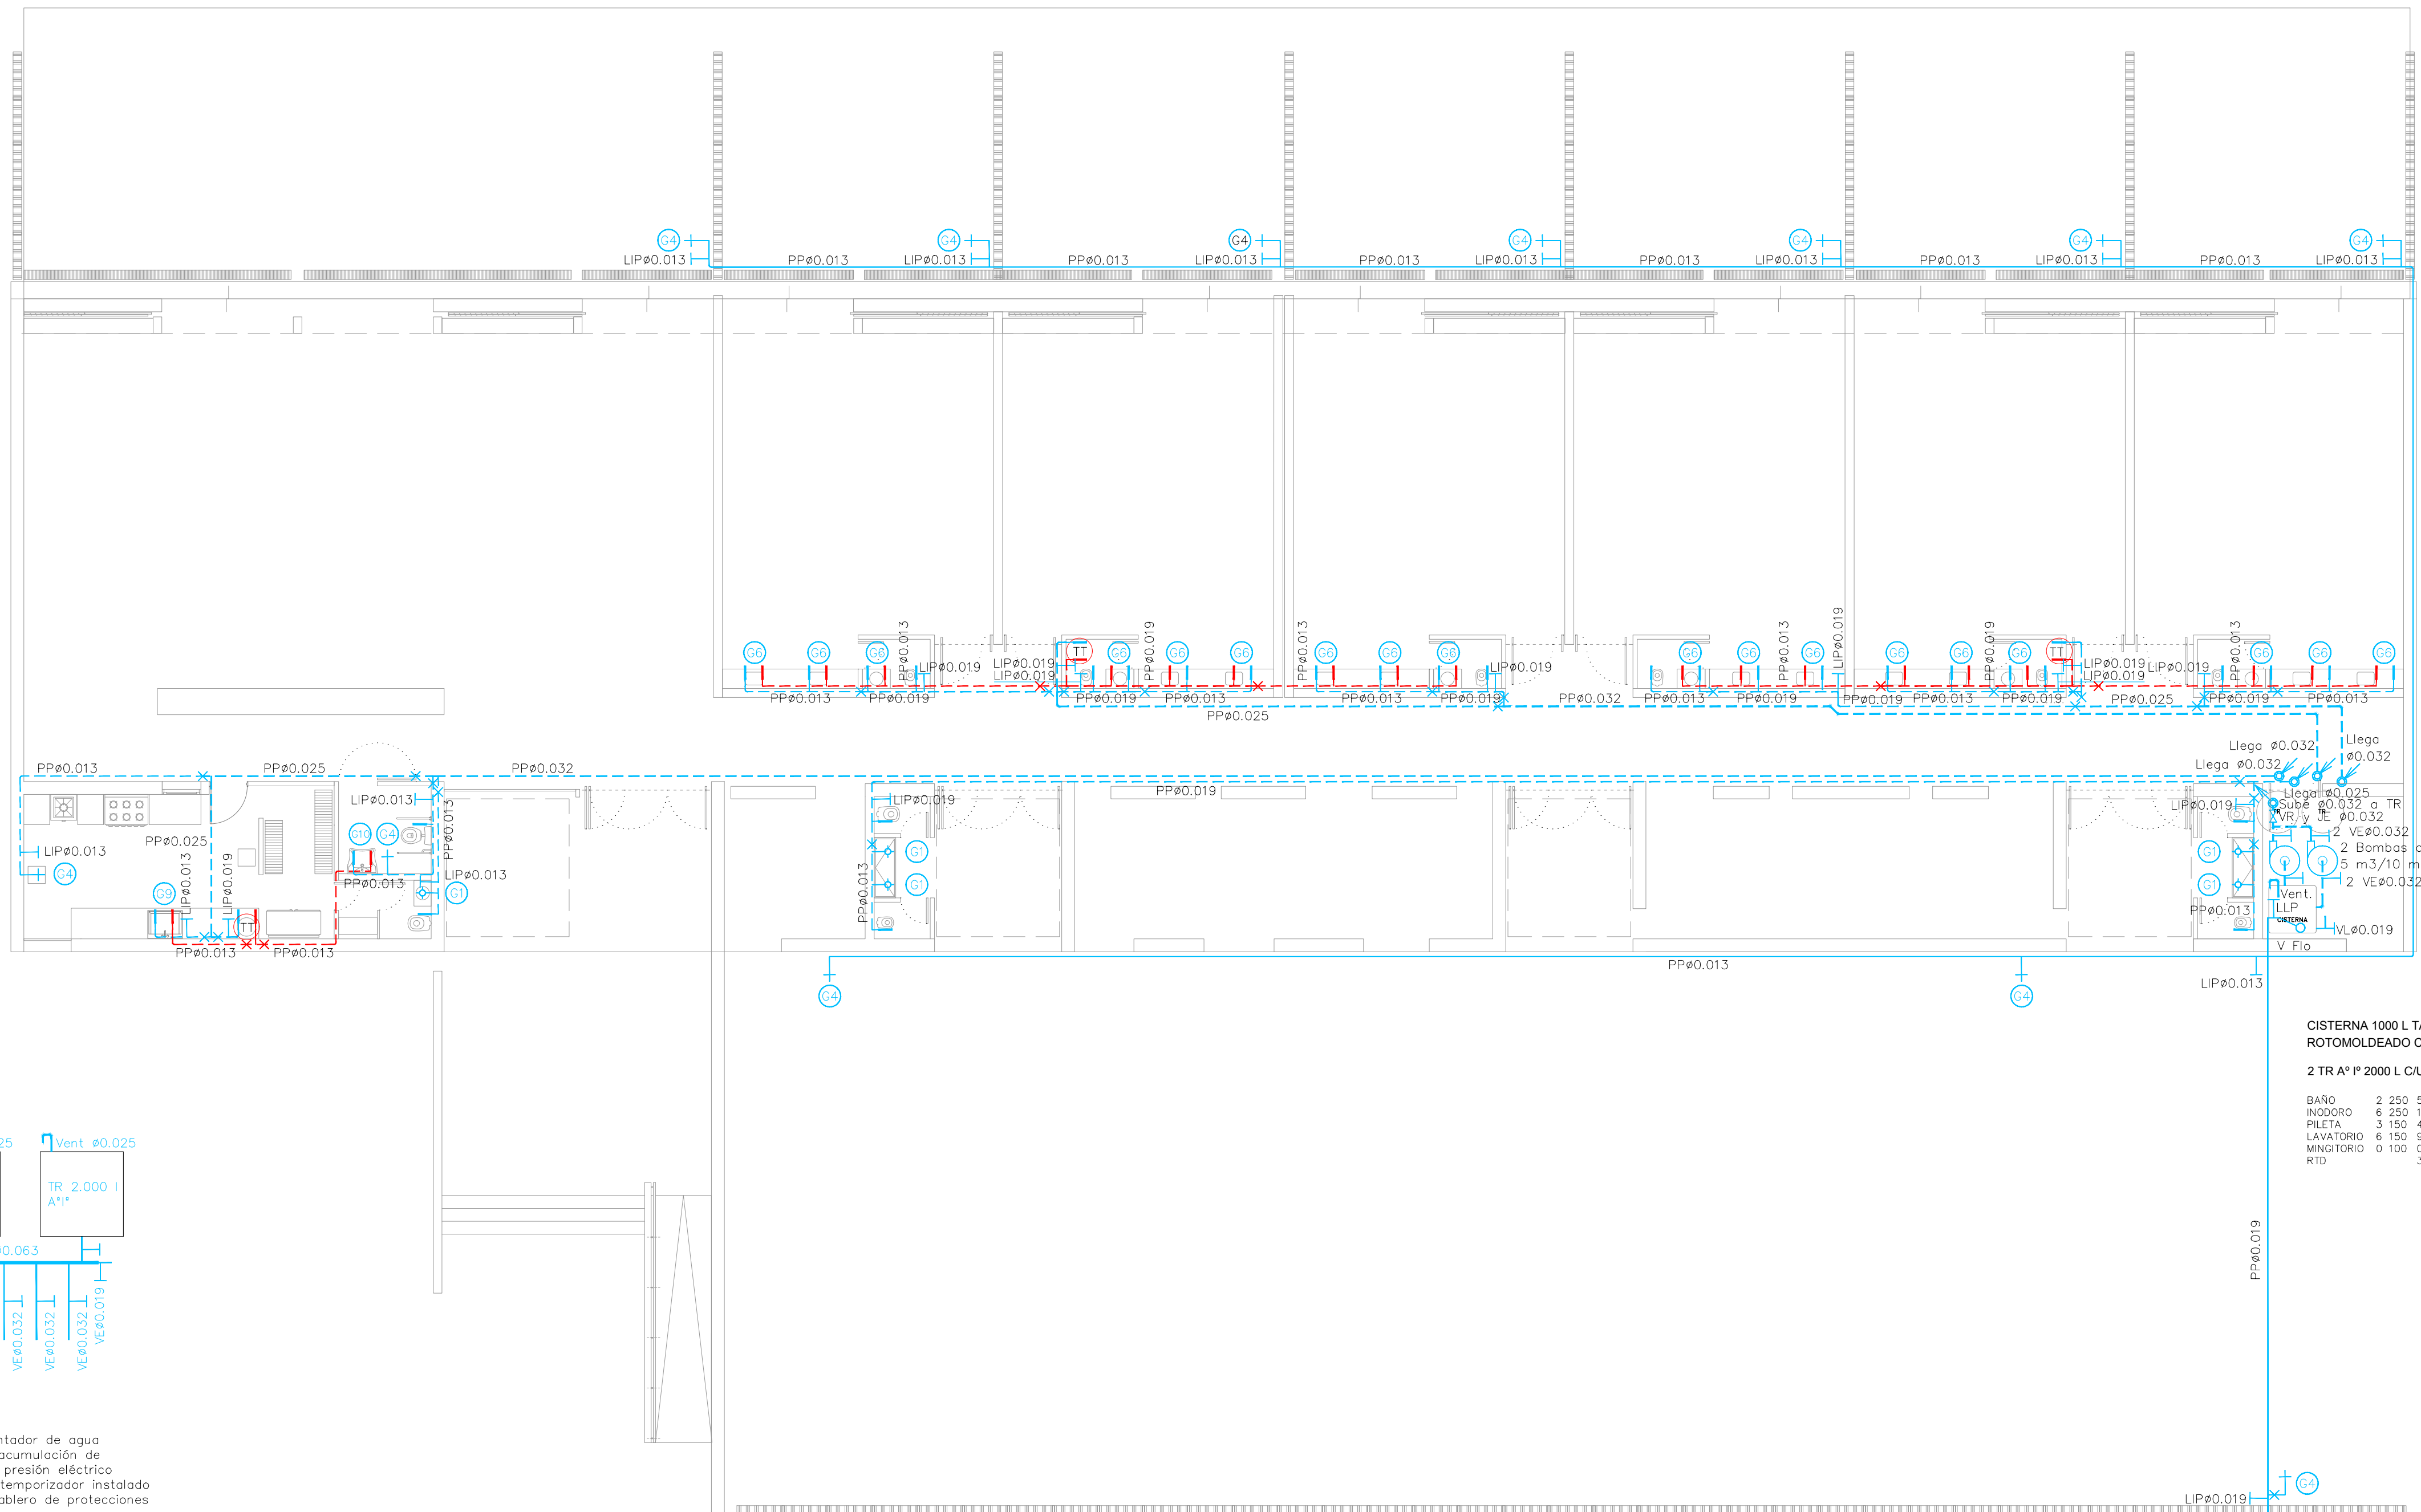 G4 G4 G4 G4 G4 G4 G4
LIPø0.013 PPø0.013 LIPø0.013 PPø0.013 LIPø0.013 PPø0.013 LIPø0.013 PPø0.013 LIPø0.013 PPø0.013 LIPø0.013 PPø0.013 LIPø0.013
PPø0.013
PPø0.019
PPø0.013
LIPø0.019
PPø0.013
PPø0.019
PPø0.013
G6 G6 G6 TT G6 G6 G6 G6 G6 G6 G6 G6 G6 G6 G6 G6 TT G6 G6 G6
LIPø0.019 LIPø0.019 LIPø0.019 LIPø0.019 LIPø0.019
LIPø0.019 LIPø0.019
PPø0.013 PPø0.019 PPø0.019 PPø0.013 PPø0.013 PPø0.019 PPø0.032 PPø0.013 PPø0.019 PPø0.019 PPø0.013 PPø0.019 PPø0.025 PPø0.019 PPø0.013
PPø0.025
Llega
ø0.032
Llega ø0.032
Llega ø0.032
PPø0.013 PPø0.025 PPø0.032
PPø0.019
Llega ø0.025
LIPø0.013
PPø0.013
LIPø0.019
LIPø0.019
Sube ø0.032 a TR
TR TR
VR y JE ø0.032
G10 G4
PPø0.025
2 VEø0.032
LIPø0.013
G1 G1
2 Bombas
5 m3/10 m
G4
LIPø0.013
PPø0.013
LIPø0.013
LIPø0.019
G9
G1
G1 G1
2 VEø0.032
PPø0.013
PPø0.013
Vent.
LLP
CISTERNA
TT
VLø0.019
PPø0.013 PPø0.013
V Flo
PPø0.013
LIPø0.013
G4 G4
CISTERNA 1000 L
ROTOMOLDEADO
2 TR Aº Iº 2000 L C/U
BAÑO 2 250
INODORO 6 250
PILETA 3 150
LAVATORIO 6 150
MINGITORIO 0 100
RTD
25 Vent ø0.025
TR 2.000 l
AºIº
0.063
VEø0.032
VEø0.032
VEø0.032
VEø0.019
PPø0.019
ntador de agua
acumulación de
presión eléctrico
temporizador instalado
ablero de protecciones
G4
LIPø0.019